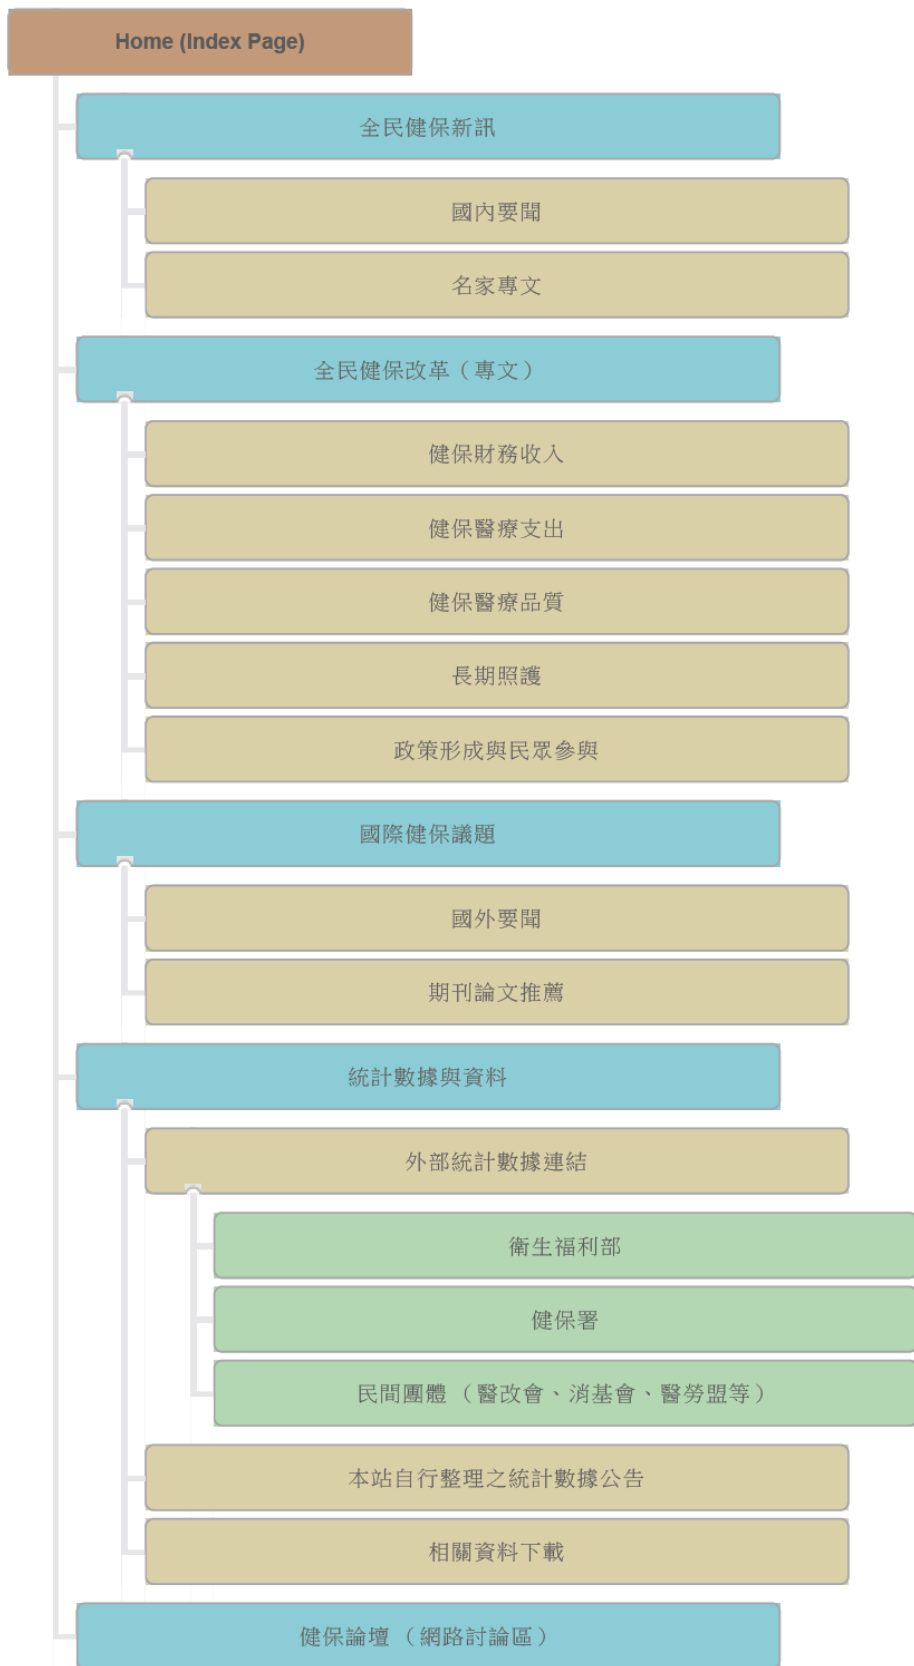 Home (Index Page)
全民健保新訊
國內要聞
名家專文
全民健保改革（專文）
健保財務收入
健保醫療支出
健保醫療品質
長期照護
政策形成與民眾參與
國際健保議題
國外要聞
期刊論文推薦
統計數據與資料
外部統計數據連結
衛生福利部
健保署
民間團體（醫改會、消基會、醫勞盟等）
本站自行整理之統計數據公告
相關資料下載
健保論壇（網路討論區）